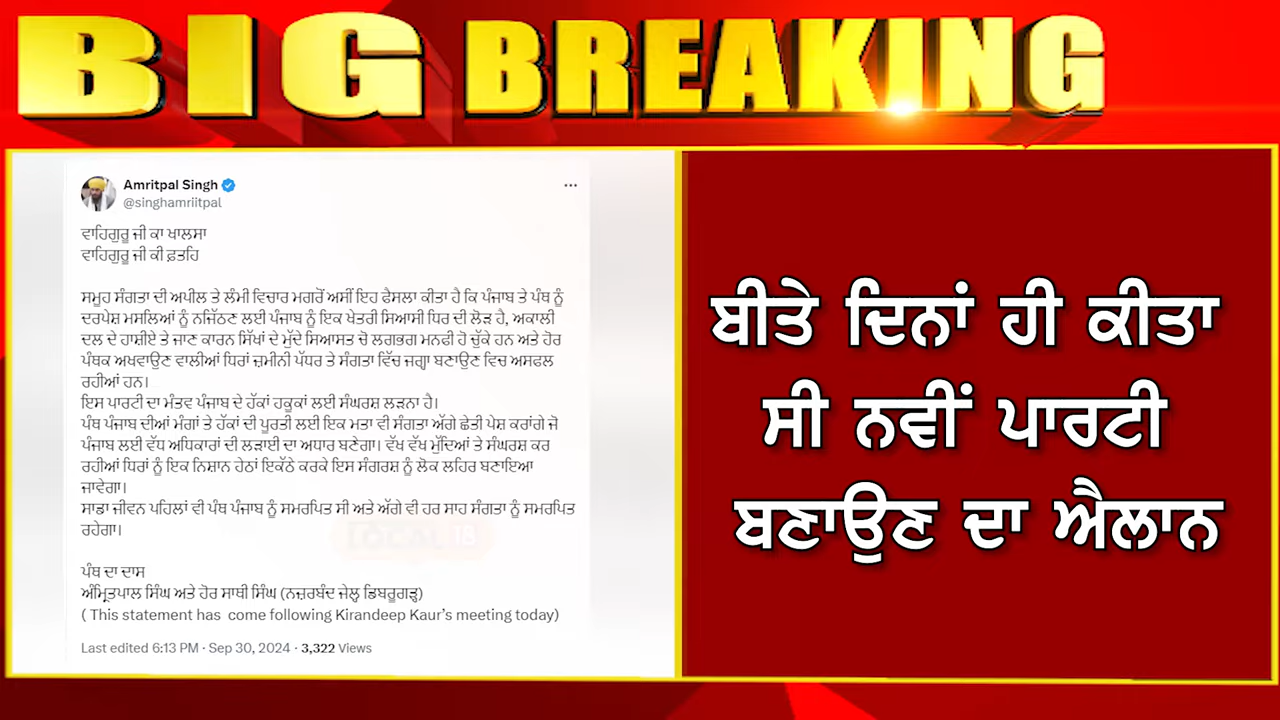 BIG BREAKING
Amritpal Singh
@singhamriitpal
ਵਾਹਿਗੁਰੂ ਜੀ ਕਾ ਖਾਲਸਾ
ਵਾਹਿਗੁਰੂ ਜੀ ਕੀ ਫ਼ਤਹਿ
ਸਮੂਹ ਸੰਗਤਾ ਦੀ ਅਪੀਲ ਤੇ ਲੰਮੀ ਵਿਚਾਰ ਮਗਰੋਂ ਅਸੀਂ ਇਹ ਫੈਸਲਾ ਕੀਤਾ ਹੈ ਕਿ ਪੰਜਾਬ ਤੇ ਪੰਥ ਨੂੰ
ਦਰਪੇਸ਼ ਮਸਲਿਆਂ ਨੂੰ ਨਜਿੱਠਣ ਲਈ ਪੰਜਾਬ ਨੂੰ ਇਕ ਖੇਤਰੀ ਸਿਆਸੀ ਧਿਰ ਦੀ ਲੋੜ ਹੈ, ਅਕਾਲੀ
ਦਲ ਦੇ ਹਾਸ਼ੀਏ ਤੇ ਜਾਣ ਕਾਰਨ ਸਿੱਖਾਂ ਦੇ ਮੁੱਦੇ ਸਿਆਸਤ ਚੋ ਲਗਭਗ ਮਨਫੀ ਹੋ ਚੁੱਕੇ ਹਨ ਅਤੇ ਹੋਰ
ਪੰਥਕ ਅਖਵਾਉਣ ਵਾਲੀਆਂ ਧਿਰਾਂ ਜ਼ਮੀਨੀ ਪੱਧਰ ਤੇ ਸੰਗਤਾ ਵਿੱਚ ਜਗ੍ਹਾ ਬਣਾਉਣ ਵਿਚ ਅਸਫਲ
ਰਹੀਆਂ ਹਨ।
ਇਸ ਪਾਰਟੀ ਦਾ ਮੰਤਵ ਪੰਜਾਬ ਦੇ ਹੱਕਾਂ ਹਕੂਕਾਂ ਲਈ ਸੰਘਰਸ਼ ਲੜਨਾ ਹੈ।
ਪੰਥ ਪੰਜਾਬ ਦੀਆਂ ਮੰਗਾਂ ਤੇ ਹੱਕਾਂ ਦੀ ਪੂਰਤੀ ਲਈ ਇਕ ਮਤਾ ਵੀ ਸੰਗਤਾ ਅੱਗੇ ਛੇਤੀ ਪੇਸ਼ ਕਰਾਂਗੇ ਜੋ
ਪੰਜਾਬ ਲਈ ਵੱਧ ਅਧਿਕਾਰਾਂ ਦੀ ਲੜਾਈ ਦਾ ਅਧਾਰ ਬਣੇਗਾ। ਵੱਖ ਵੱਖ ਮੁੱਦਿਆਂ ਤੇ ਸੰਘਰਸ਼ ਕਰ
ਰਹੀਆਂ ਧਿਰਾਂ ਨੂੰ ਇਕ ਨਿਸ਼ਾਨ ਹੇਠਾਂ ਇਕੱਠੇ ਕਰਕੇ ਇਸ ਸੰਗਰਸ਼ ਨੂੰ ਲੋਕ ਲਹਿਰ ਬਣਾਇਆ
ਜਾਵੇਗਾ।
ਸਾਡਾ ਜੀਵਨ ਪਹਿਲਾਂ ਵੀ ਪੰਥ ਪੰਜਾਬ ਨੂੰ ਸਮਰਪਿਤ ਸੀ ਅਤੇ ਅੱਗੇ ਵੀ ਹਰ ਸਾਹ ਸੰਗਤਾ ਨੂੰ ਸਮਰਪਿਤ
ਰਹੇਗਾ।
LOCAL 18
ਪੰਥ ਦਾ ਦਾਸ
ਅੰਮ੍ਰਿਤਪਾਲ ਸਿੰਘ ਅਤੇ ਹੋਰ ਸਾਥੀ ਸਿੰਘ (ਨਜ਼ਰਬੰਦ ਜੇਲ੍ਹ ਡਿਬਰੂਗੜ੍ਹ)
( This statement has come following Kirandeep Kaur's meeting today)
Last edited 6:13 PM · Sep 30, 2024 · 3,322 Views
ਬੀਤੇ ਦਿਨਾਂ ਹੀ ਕੀਤਾ
ਸੀ ਨਵੀਂ ਪਾਰਟੀ
ਬਣਾਉਣ ਦਾ ਐਲਾਨ